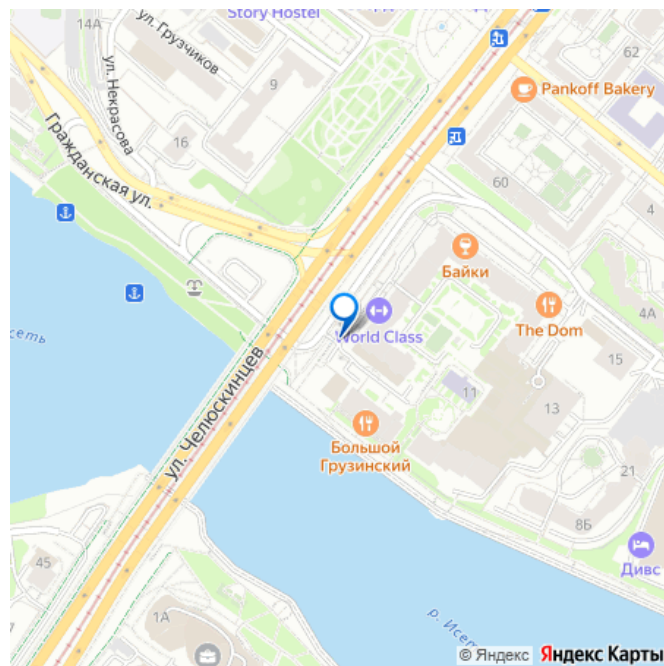 14А
Story Hostel
ул. Грузчиков
62
9
Pankoff Bakery
ул. Некрасова
16
Гражданская ул.
60
4
Байки
4А
The Dom
World Class
15
11
13
ул. Челюскинцев
Большой
Грузинский
21
8Б
Дивс
45
1А
7
р. Исеть
© Яндекс Яндекс Карты